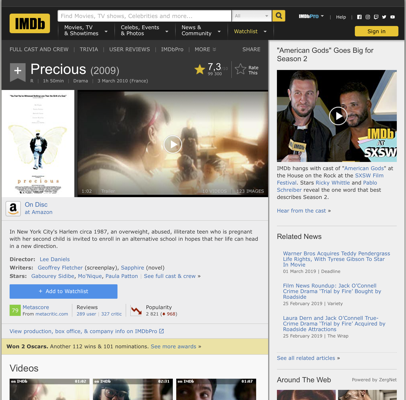 IMDb
Find Movies, TV shows, Celebrities and more...
All
IMDbPro
Help
Movies, TV
& Showtimes
Celebs, Events
& Photos
News &
Community
Watchlist
Sign in
FULL CAST AND CREW | TRIVIA | USER REVIEWS | IMDbPro | MORE
SHARE
Precious (2009)
R | 1h 50min | Drama | 3 March 2010 (France)
7,3
Rate
This
precious
1:02
On Disc
at Amazon
In New York City's Harlem circa 1987, an overweight, abused, illiterate teen who is pregnant
with her second child is invited to enroll in an alternative school in hopes that her life can head
in a new direction.
Director: Lee Daniels
Writers: Geoffrey Fletcher (screenplay), Sapphire (novel)
Stars: Gabourey Sidibe, Mo'Nique, Paula Patton | See full cast & crew »
+ Add to Watchlist
Metascore
From metacritic.com
Reviews
289 user | 327 critic
Popularity
2 821 (968)
View production, box office, & company info on IMDbPro
Won 2 Oscars. Another 112 wins & 101 nominations. See more awards »
Videos
"American Gods" Goes Big for
Season 2
IMDb
AT
SXSW
IMDb hangs with cast of "American Gods" at
the House on the Rock at the SXSW Film
Festival. Stars Ricky Whittle and Pablo
Schreiber reveal the one word that best
describes Season 2.
Hear from the cast »
Related News
Warner Bros Acquires Teddy Pendergrass
Life Rights, With Tyrese Gibson To Star
In Movie
01 March 2019 | Deadline
Film News Roundup: Jack O'Connell
Crime Drama 'Trial by Fire' Bought by
Roadside
25 February 2019 | Variety
Laura Dern and Jack O'Connell True-
Crime Drama 'Trial by Fire' Acquired by
Roadside Attractions
25 February 2019 | The Wrap
See all related articles »
Around The Web
Powered by ZergNet